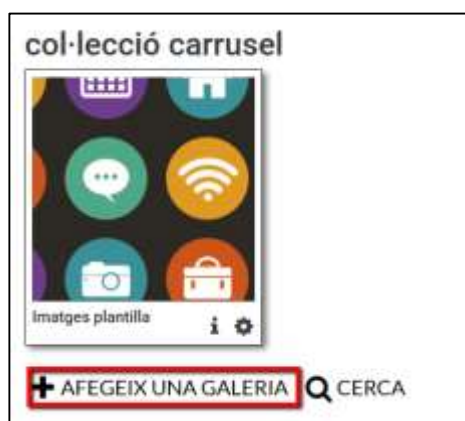 col·lecció carrusel
Imatges plantilla
AFEGEIX UNA GALERIA
CERCA